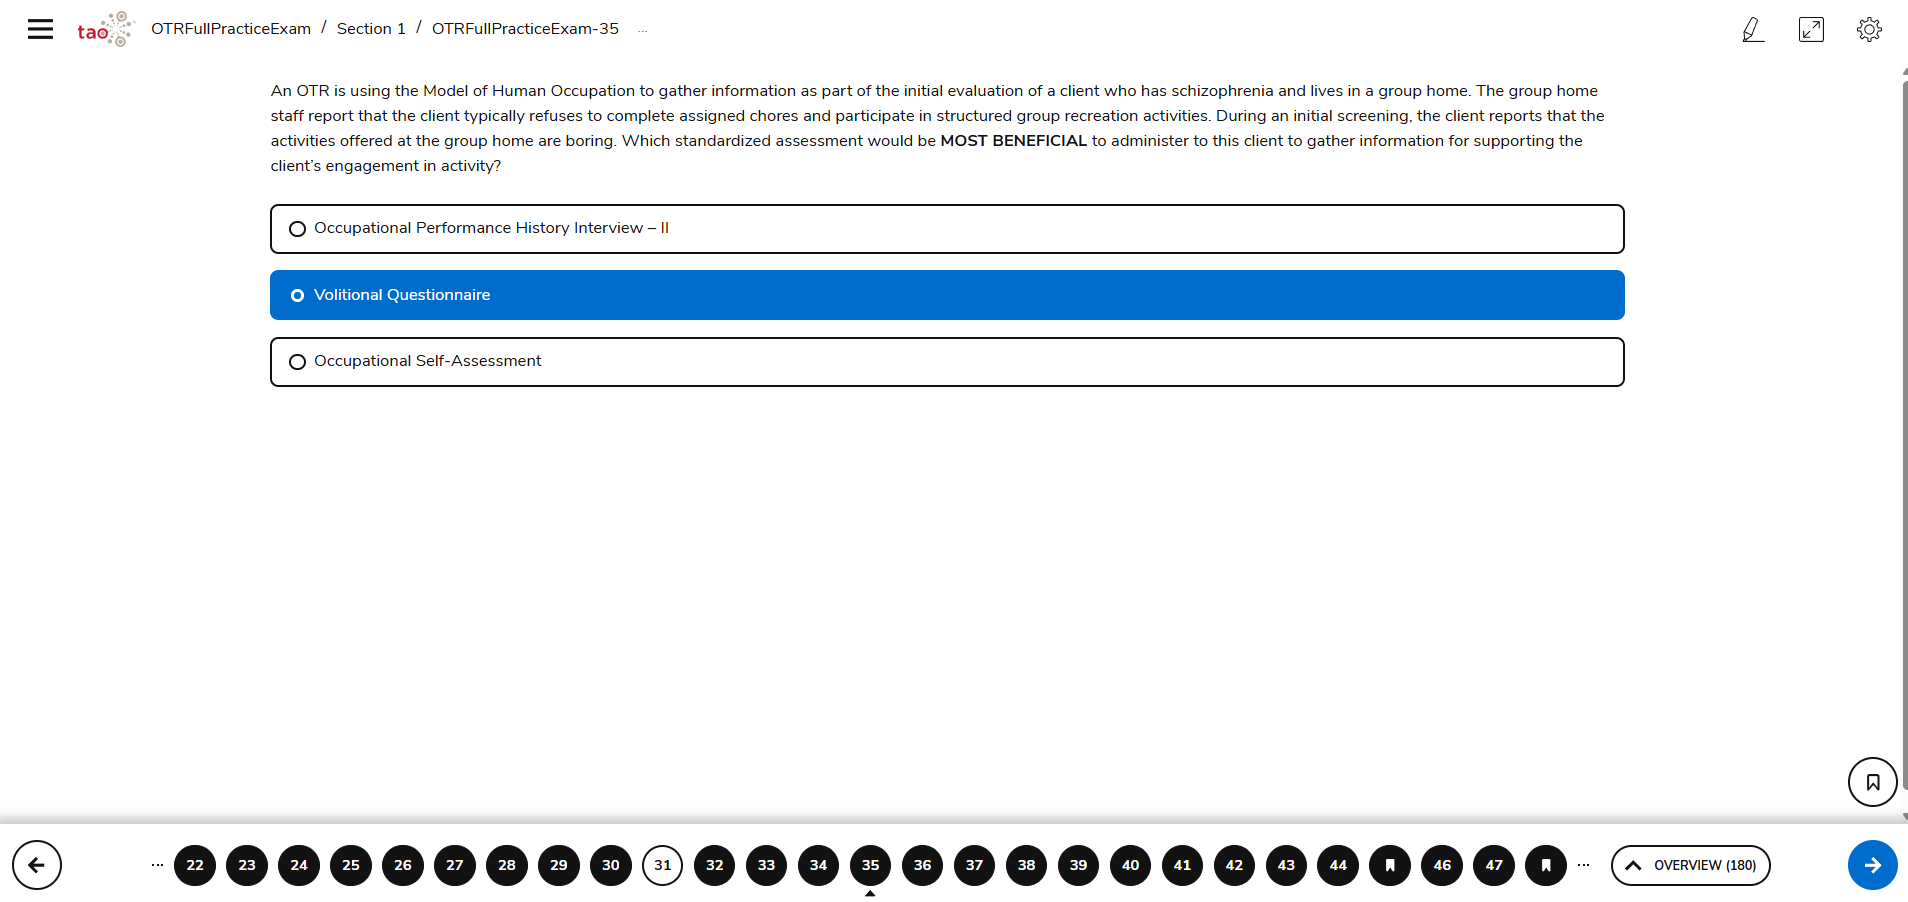 tao
OTRFullPracticeExam / Section 1 / OTRFullPracticeExam-35 ...
An OTR is using the Model of Human Occupation to gather information as part of the initial evaluation of a client who has schizophrenia and lives in a group home. The group home
staff report that the client typically refuses to complete assigned chores and participate in structured group recreation activities. During an initial screening, the client reports that the
activities offered at the group home are boring. Which standardized assessment would be MOST BENEFICIAL to administer to this client to gather information for supporting the
client’s engagement in activity?
Occupational Performance History Interview – II
Volitional Questionnaire
Occupational Self-Assessment
... 22 23 24 25 26 27 28 29 30 31 32 33 34 35 36 37 38 39 40 41 42 43 44 46 47 ... OVERVIEW (180)